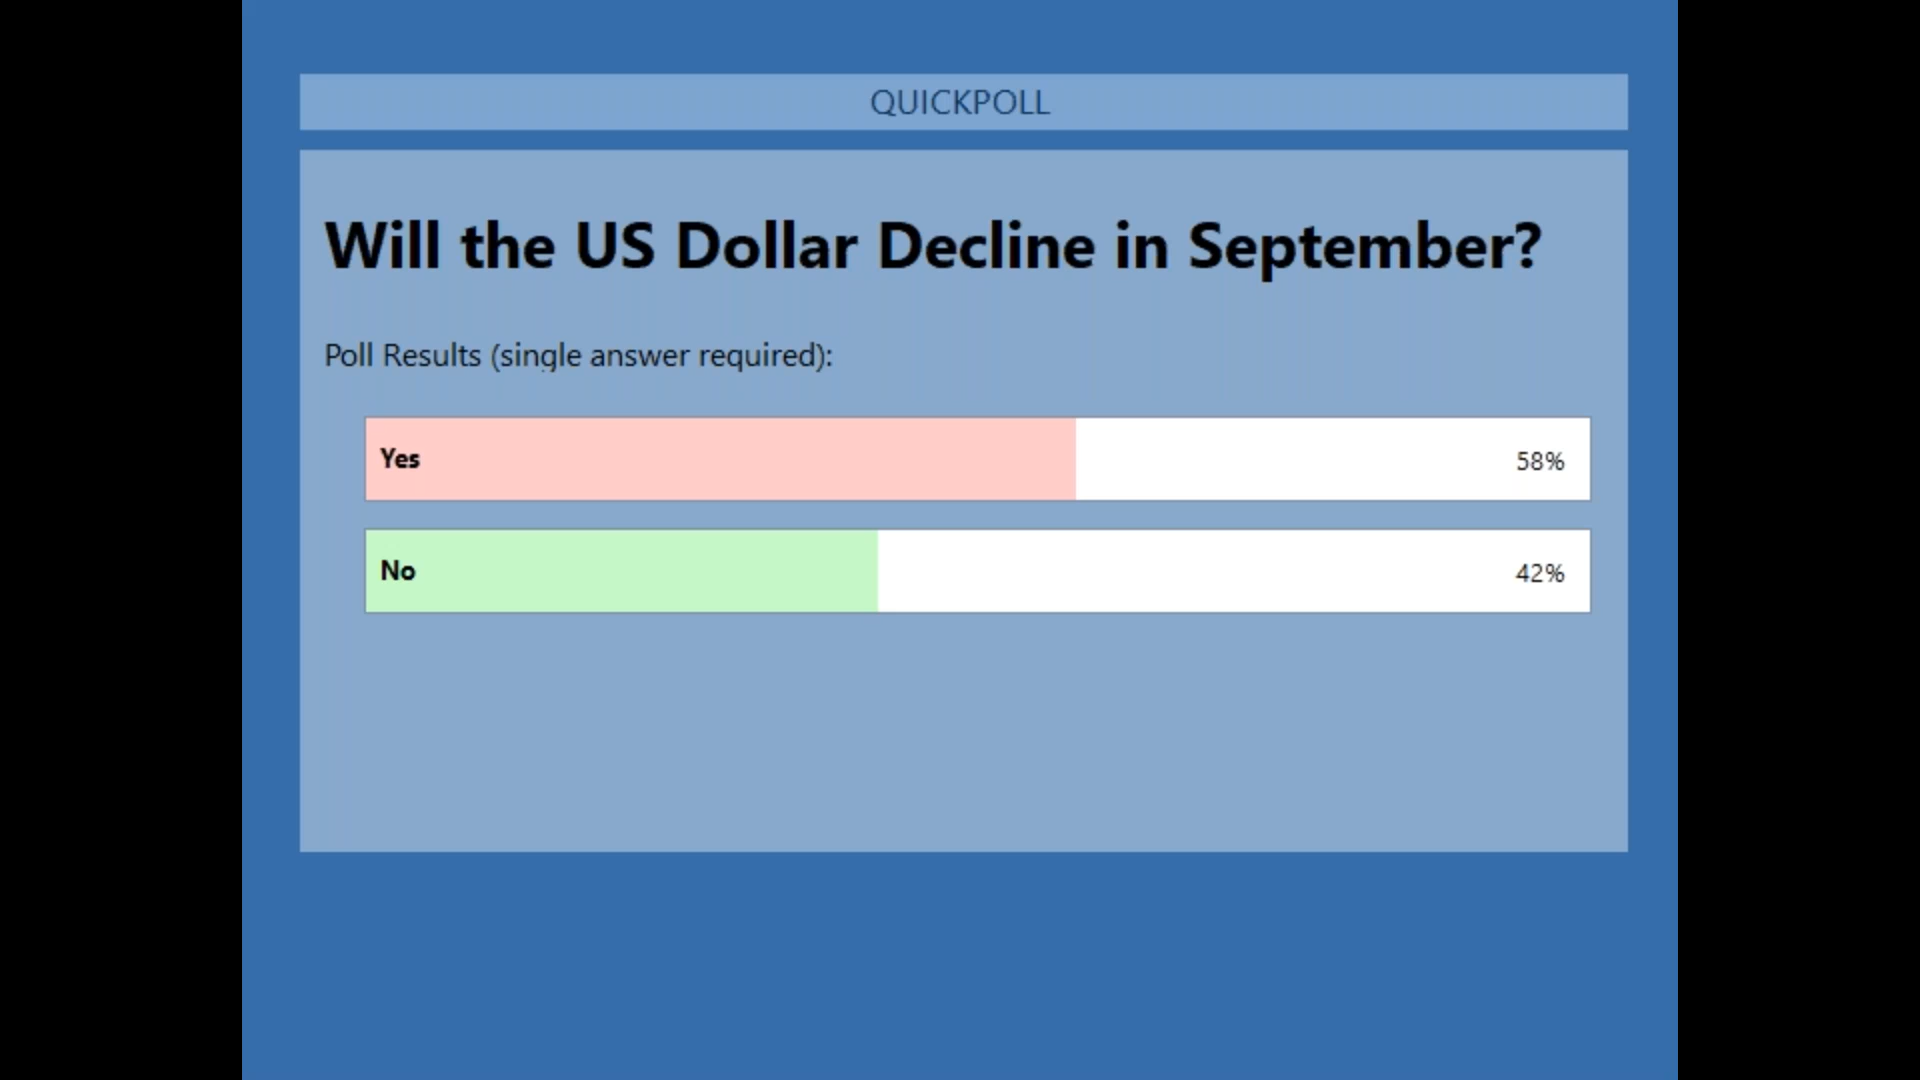 QUICKPOLL
Will the US Dollar Decline in September?
Poll Results (single answer required):
Yes 58%
No 42%